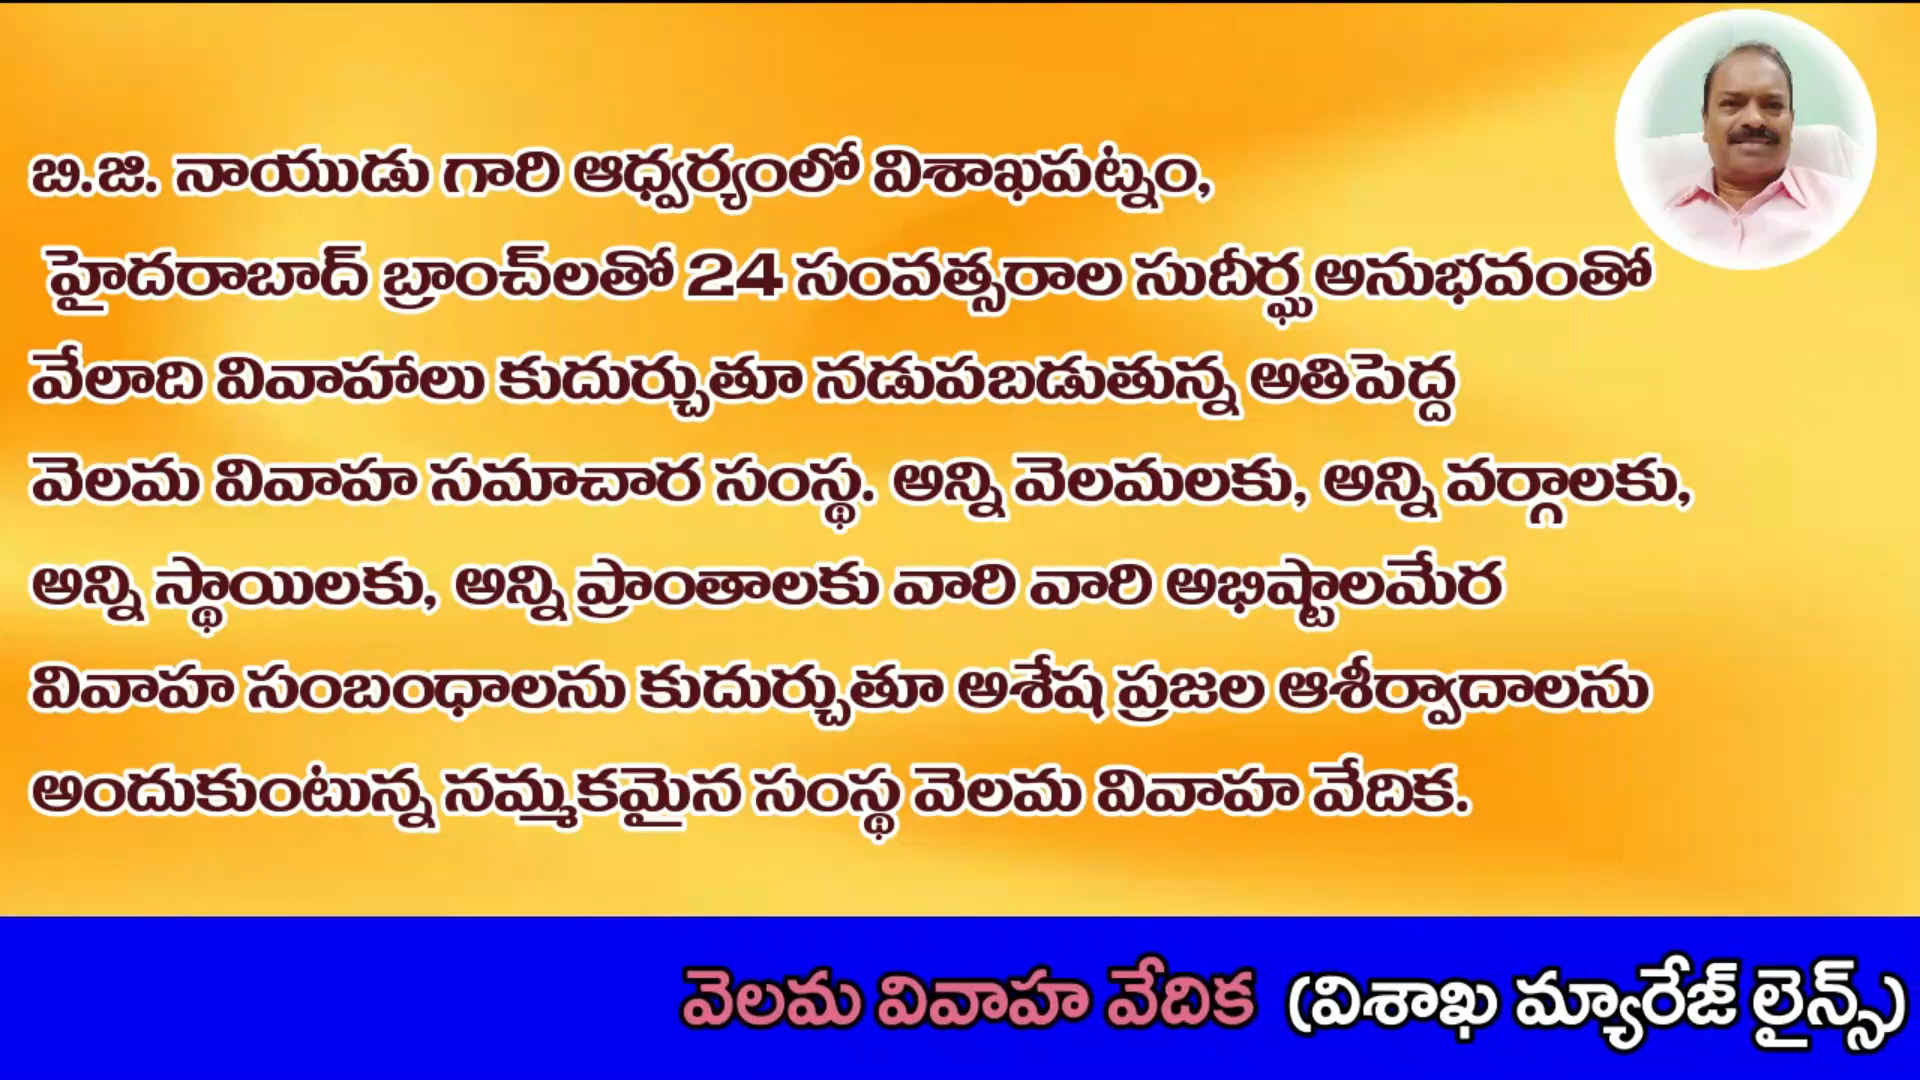 బి.జి. నాయుడు గారి ఆధ్వర్యంలో విశాఖపట్నం,
హైదరాబాద్ బ్రాంచ్‌లతో 24 సంవత్సరాల సుదీర్ఘ అనుభవంతో
వేలాది వివాహాలు కుదుర్చుతూ నడుపబడుతున్న అతిపెద్ద
వెలమ వివాహ సమాచార సంస్థ. అన్ని వెలమలకు, అన్ని వర్గాలకు,
అన్ని స్థాయిలకు, అన్ని ప్రాంతాలకు వారి వారి అభిష్టాలమేర
వివాహ సంబంధాలను కుదుర్చుతూ అశేష ప్రజల ఆశీర్వాదాలను
అందుకుంటున్న నమ్మకమైన సంస్థ వెలమ వివాహ వేదిక.
వెలమ వివాహ వేదిక (విశాఖ మ్యారేజ్ లైన్స్)